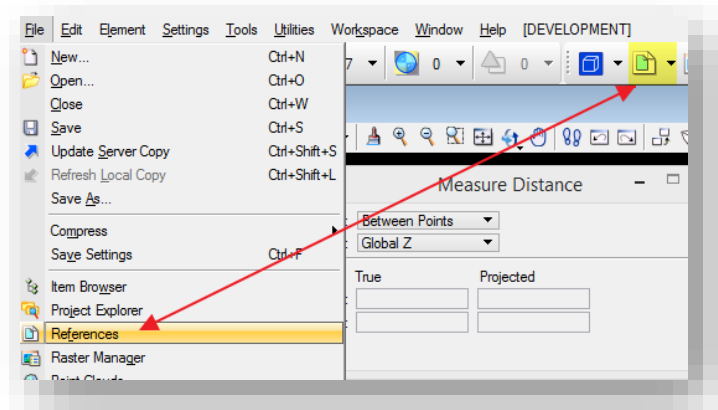 File Edit Element Settings Tools Utilities Workspace Window Help [DEVELOPMENT]
New... Ctrl+N
7 0 0
Open... Ctrl+O
Close Ctrl+W
Save Ctrl+S
Update Server Copy Ctrl+Shift+S
Refresh Local Copy Ctrl+Shift+L
Save As...
Compress
Save Settings Ctrl+F
Item Browser
Project Explorer
References
Raster Manager
Point Clouds
Measure Distance
Between Points
Global Z
True Projected